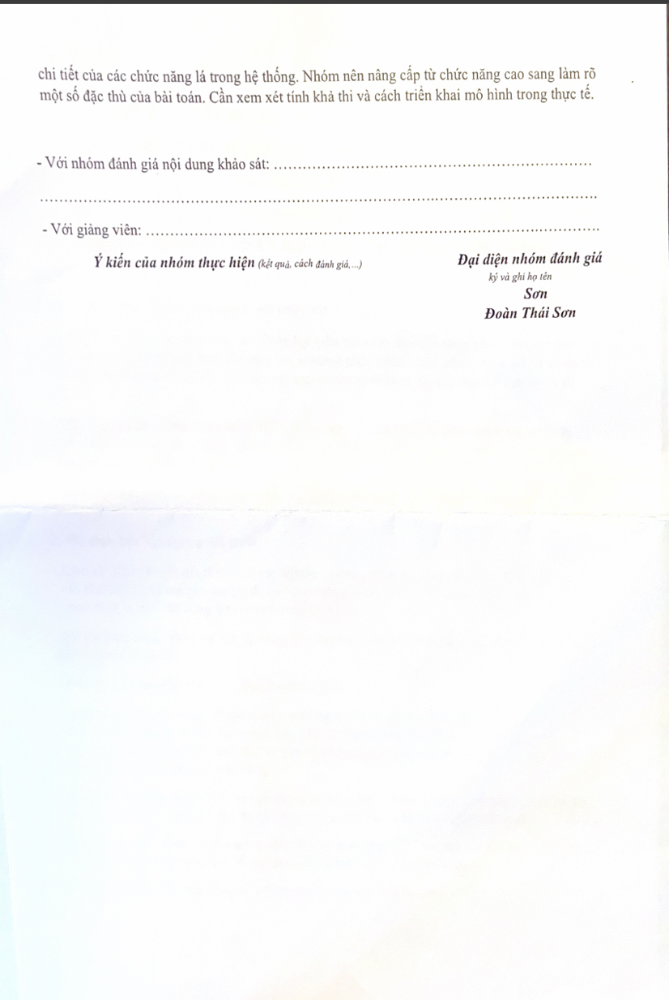 chi tiết của các chức năng lá trong hệ thống. Nhóm nên nâng cấp từ chức năng cao sang làm rõ
một số đặc thù của bài toán. Cần xem xét tính khả thi và cách triển khai mô hình trong thực tế.
- Với nhóm đánh giá nội dung khảo sát: ....................................................................
....................................................................................................................
- Với giảng viên: ..............................................................................................
Ý kiến của nhóm thực hiện (kết quả, cách đánh giá,...)
Đại diện nhóm đánh giá
ký và ghi họ tên
Sơn
Đoàn Thái Sơn